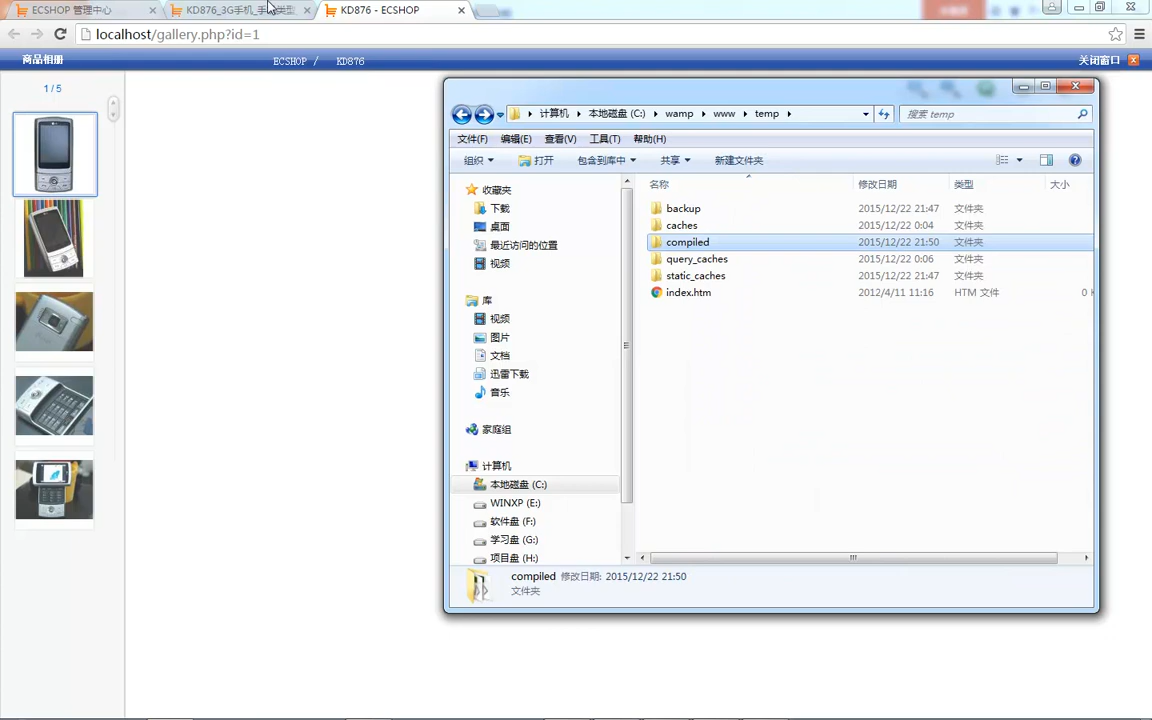 ECSHOP 管理中心
KD876_3G手机_手机类型
KD876 - ECSHOP
localhost/gallery.php?id=1
商品相册
ECSHOP / KD876
关闭窗口
1 / 5
计算机 本地磁盘 (C:) wamp www temp
搜索 temp
文件(F) 编辑(E) 查看(V) 工具(T) 帮助(H)
组织 打开 包含到库中 共享 新建文件夹
名称 修改日期 类型 大小
收藏夹
下载
桌面
最近访问的位置
视频
库
视频
图片
文档
迅雷下载
音乐
家庭组
计算机
本地磁盘 (C:)
WINXP (E:)
软件盘 (F:)
学习盘 (G:)
项目盘 (H:)
backup 2015/12/22 21:47 文件夹
caches 2015/12/22 0:04 文件夹
compiled 2015/12/22 21:50 文件夹
query_caches 2015/12/22 0:06 文件夹
static_caches 2015/12/22 21:47 文件夹
index.htm 2012/4/11 11:16 HTM 文件 0 K
compiled 修改日期: 2015/12/22 21:50
文件夹